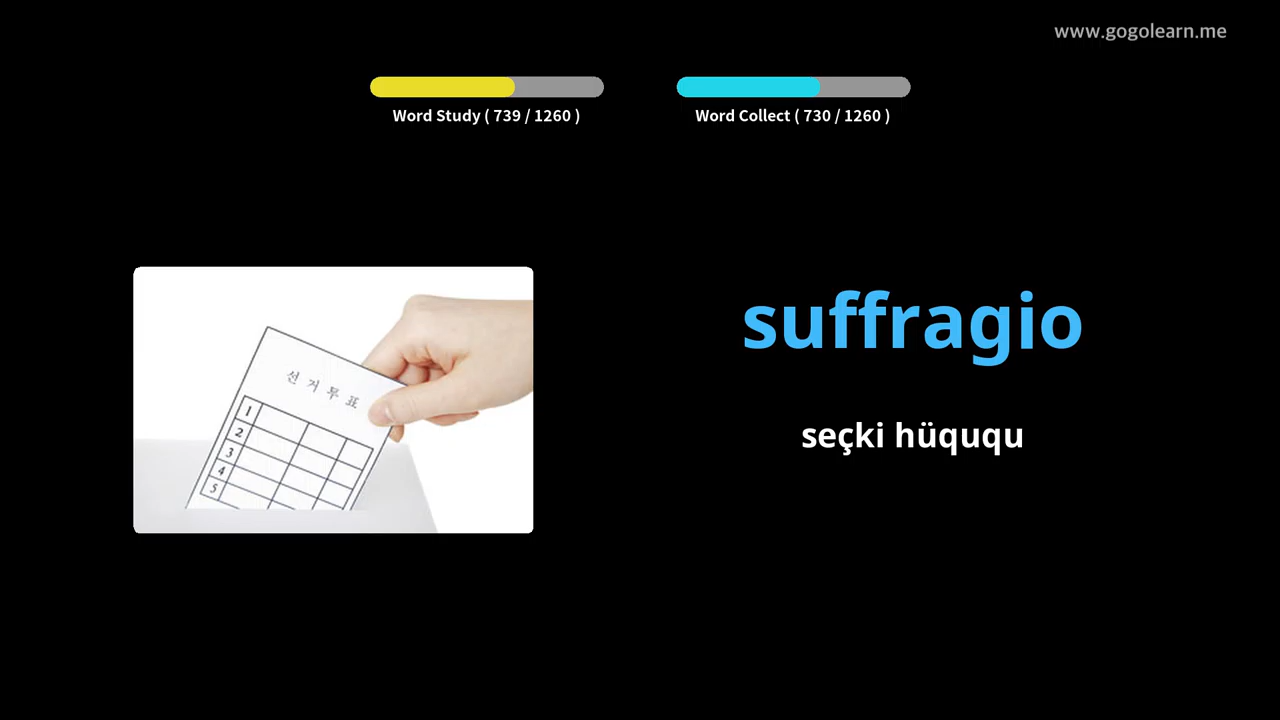 www.gogolearn.me
Word Study ( 739 / 1260 )
Word Collect ( 730 / 1260 )
선거투표
1
2
3
4
5
suffragio
seçki hüququ